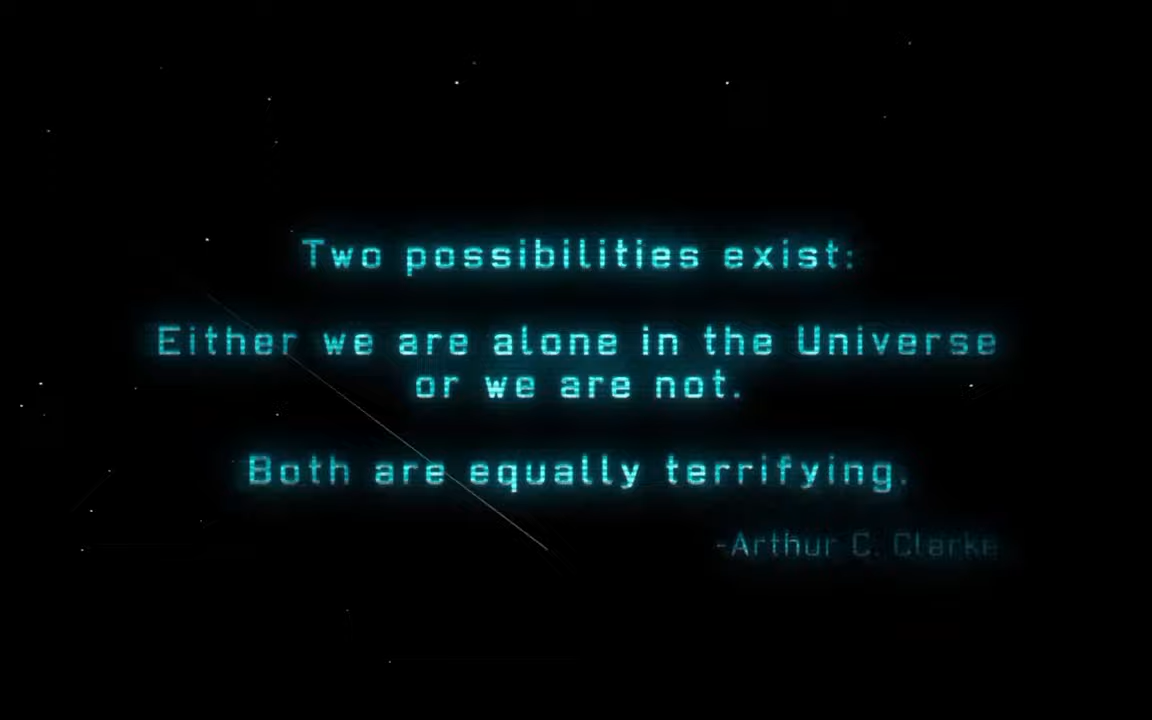 Two possibilities exist:
Either we are alone in the Universe
or we are not.
Both are equally terrifying.
-Arthur C. Clarke